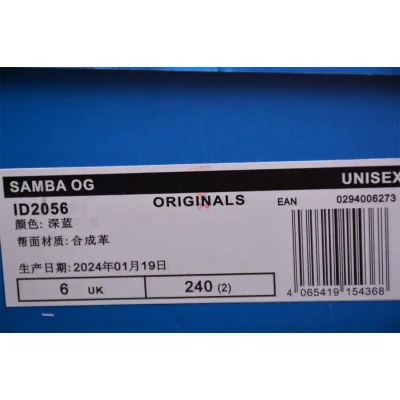 SAMBA OG UNISEX
ID2056 ORIGINALS EAN 0294006273
颜色: 深蓝
帮面材质: 合成革
生产日期: 2024年01月19日
6 UK 240 (2)
4 065419 154368